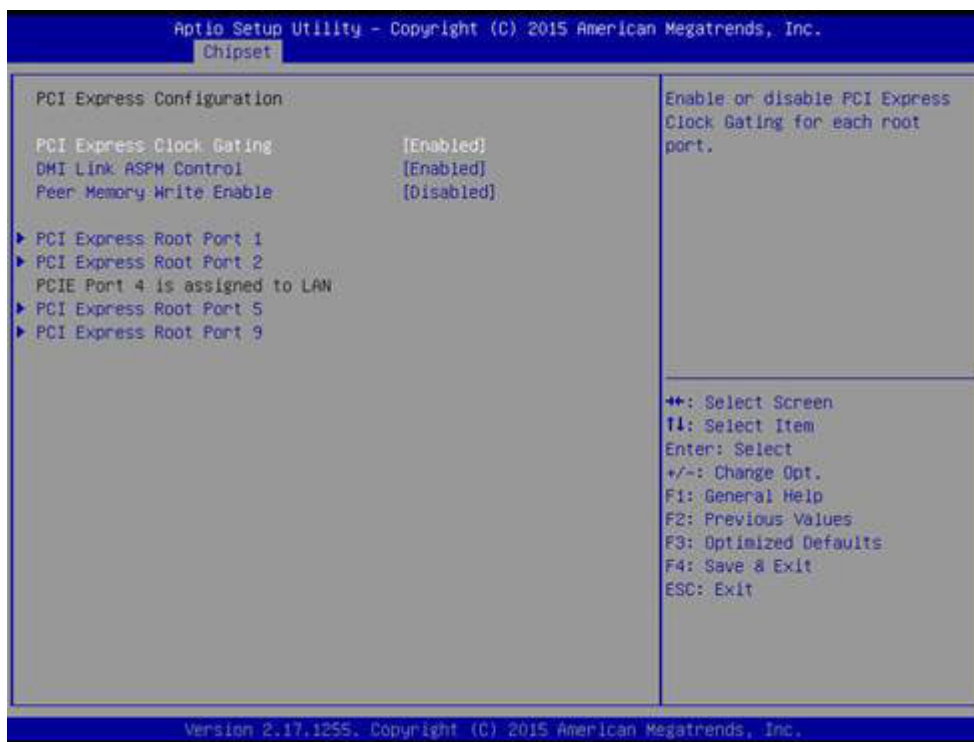 Aptio Setup Utility – Copyright (C) 2015 American Megatrends, Inc.
Chipset
PCI Express Configuration
PCI Express Clock Gating [Enabled]
DMI Link ASPM Control [Enabled]
Peer Memory Write Enable [Disabled]
▶ PCI Express Root Port 1
▶ PCI Express Root Port 2
PCIE Port 4 is assigned to LAN
▶ PCI Express Root Port 5
▶ PCI Express Root Port 9
Enable or disable PCI Express
Clock Gating for each root
port.
→←: Select Screen
↑↓: Select Item
Enter: Select
+/-: Change Opt.
F1: General Help
F2: Previous Values
F3: Optimized Defaults
F4: Save & Exit
ESC: Exit
Version 2.17.1255. Copyright (C) 2015 American Megatrends, Inc.